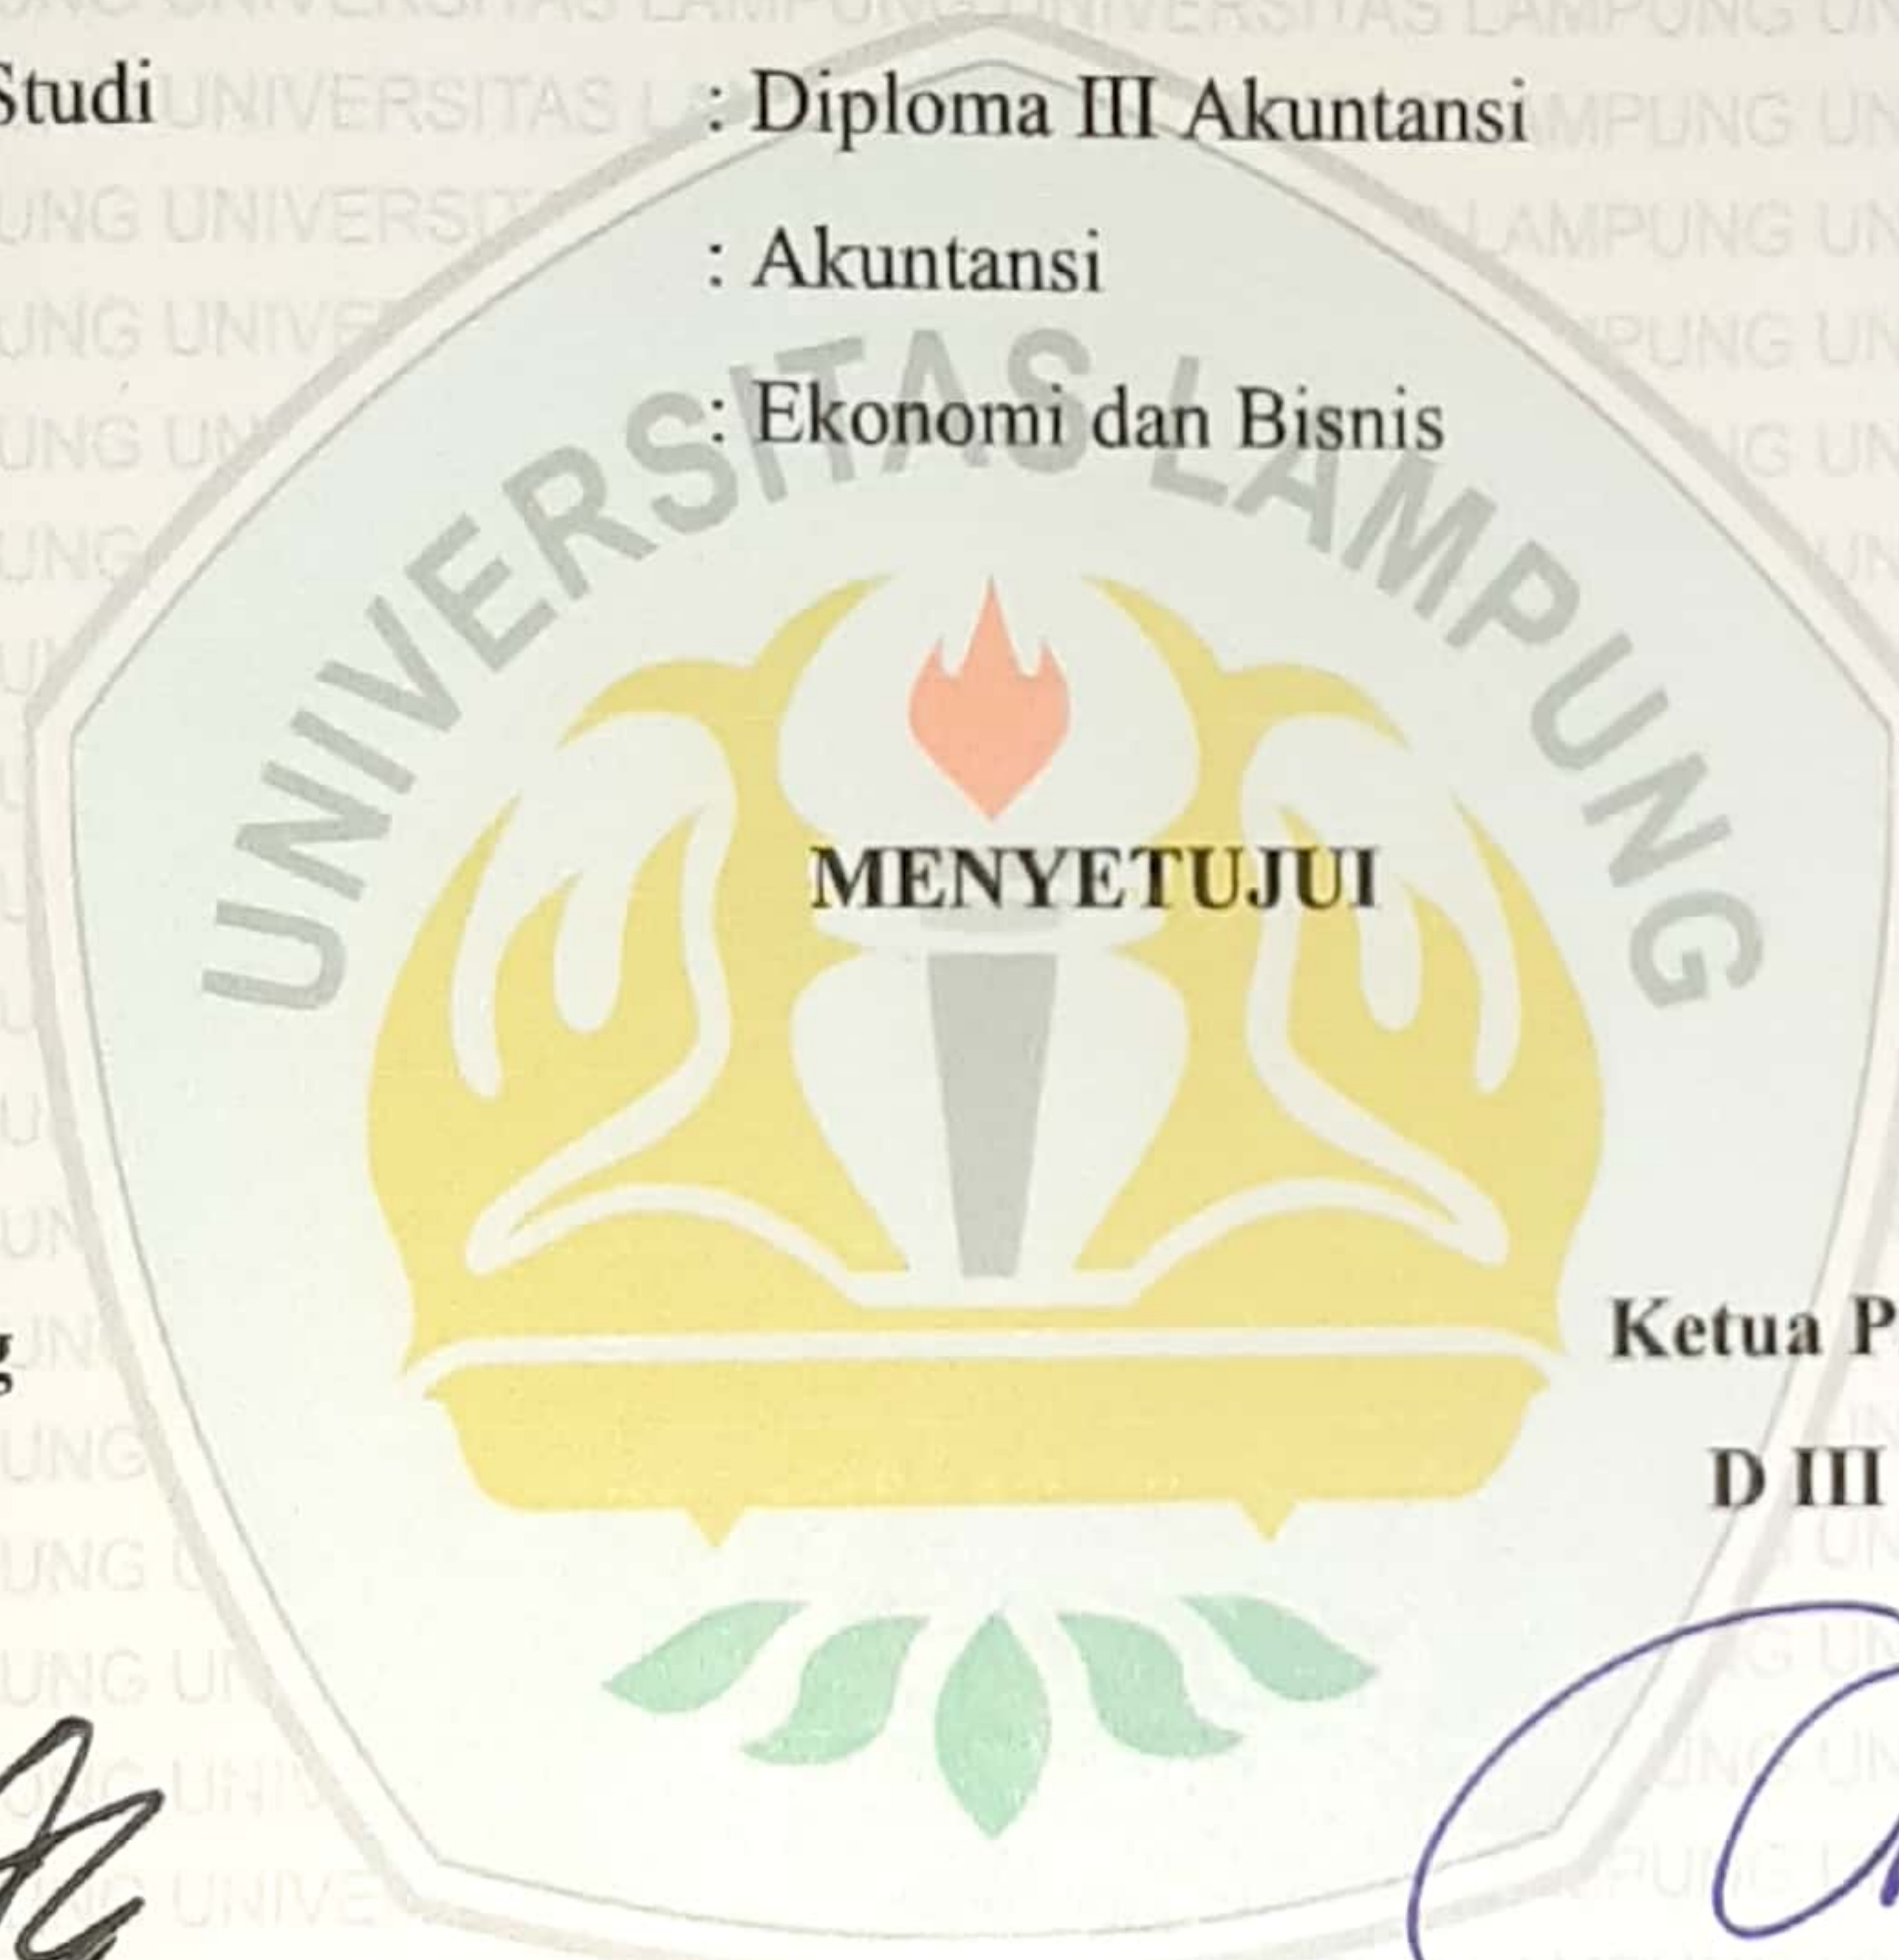 Studi : Diploma III Akuntansi
: Akuntansi
: Ekonomi dan Bisnis
UNIVERSITAS LAMPUNG
MENYETUJUI
Ketua P
D III